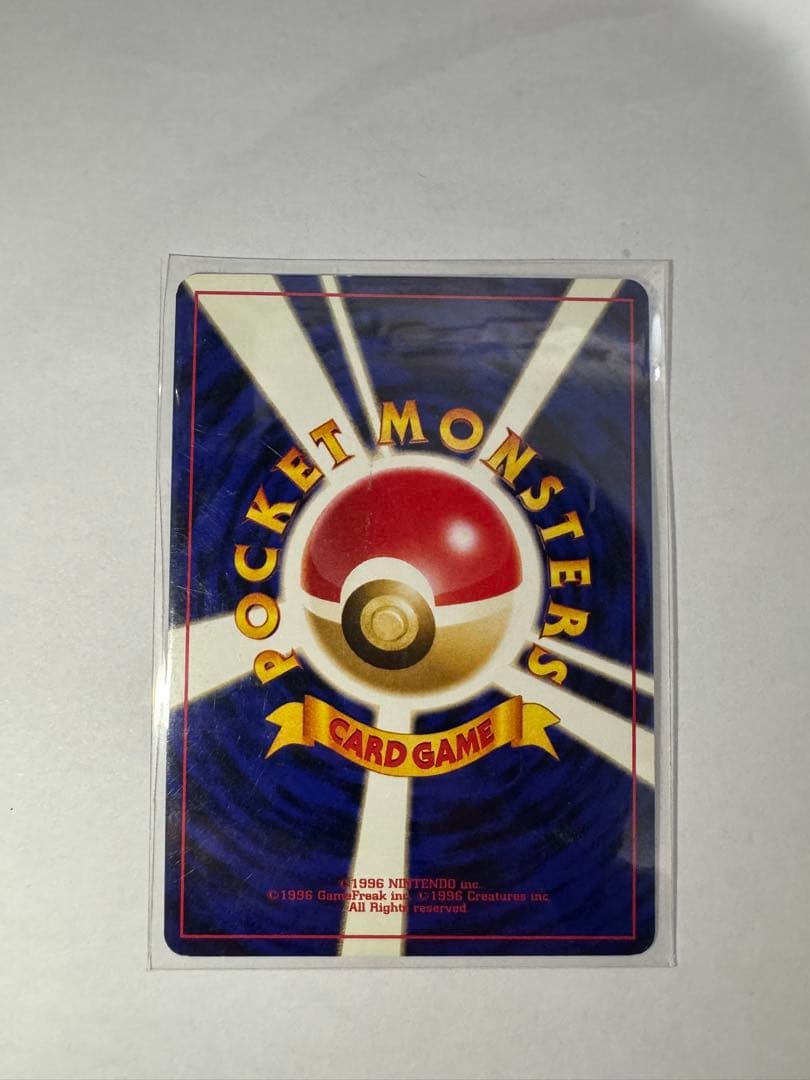 POCKET MONSTERS
CARD GAME
©1996 NINTENDO inc.
©1996 GameFreak inc. ©1996 Creatures inc
All Rights reserved